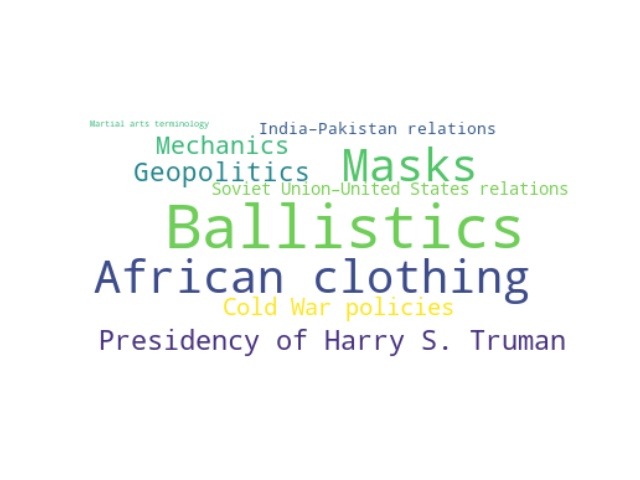 Martial arts terminology
India–Pakistan relations
Mechanics
Masks
Geopolitics
Soviet Union–United States relations
Ballistics
African clothing
Cold War policies
Presidency of Harry S. Truman